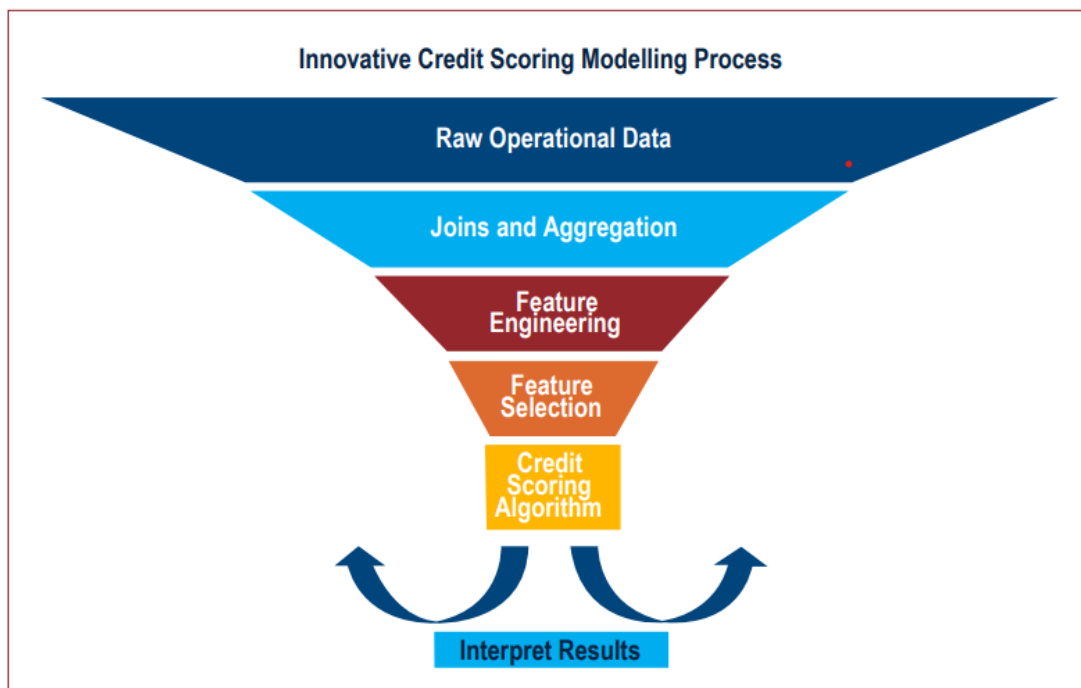 Innovative Credit Scoring Modelling Process
Raw Operational Data
Joins and Aggregation
Feature
Engineering
Feature
Selection
Credit
Scoring
Algorithm
Interpret Results